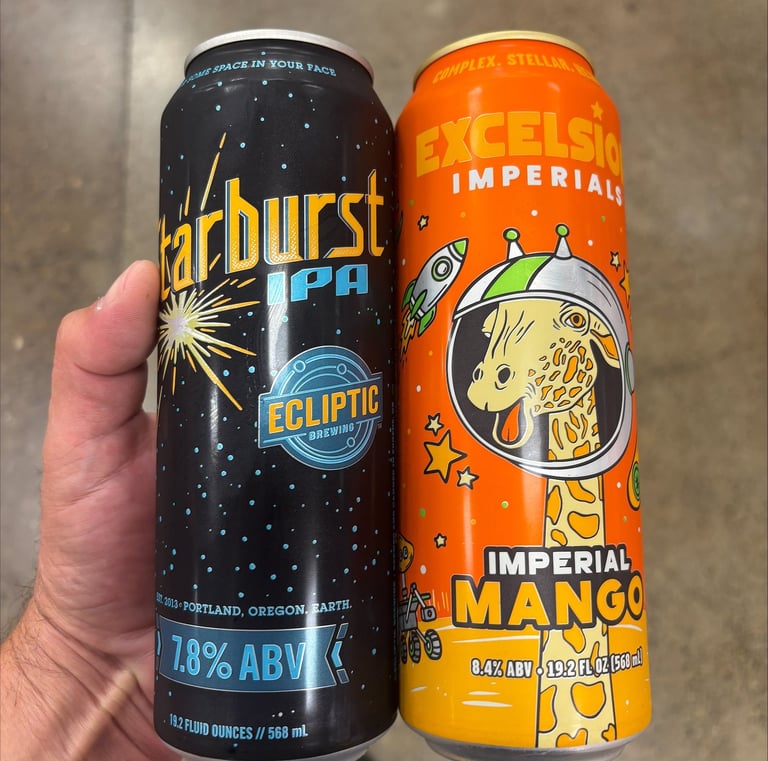 SOME SPACE IN YOUR FACE
tarburst
IPA
ECLIPTIC
BREWING
EST. 2013 • PORTLAND, OREGON. EARTH.
7.8% ABV
19.2 FLUID OUNCES // 568 mL
COMPLEX. STELLAR.
EXCELSIO
IMPERIALS
IMPERIAL
MANGO
8.4% ABV • 19.2 FL OZ (568 mL)